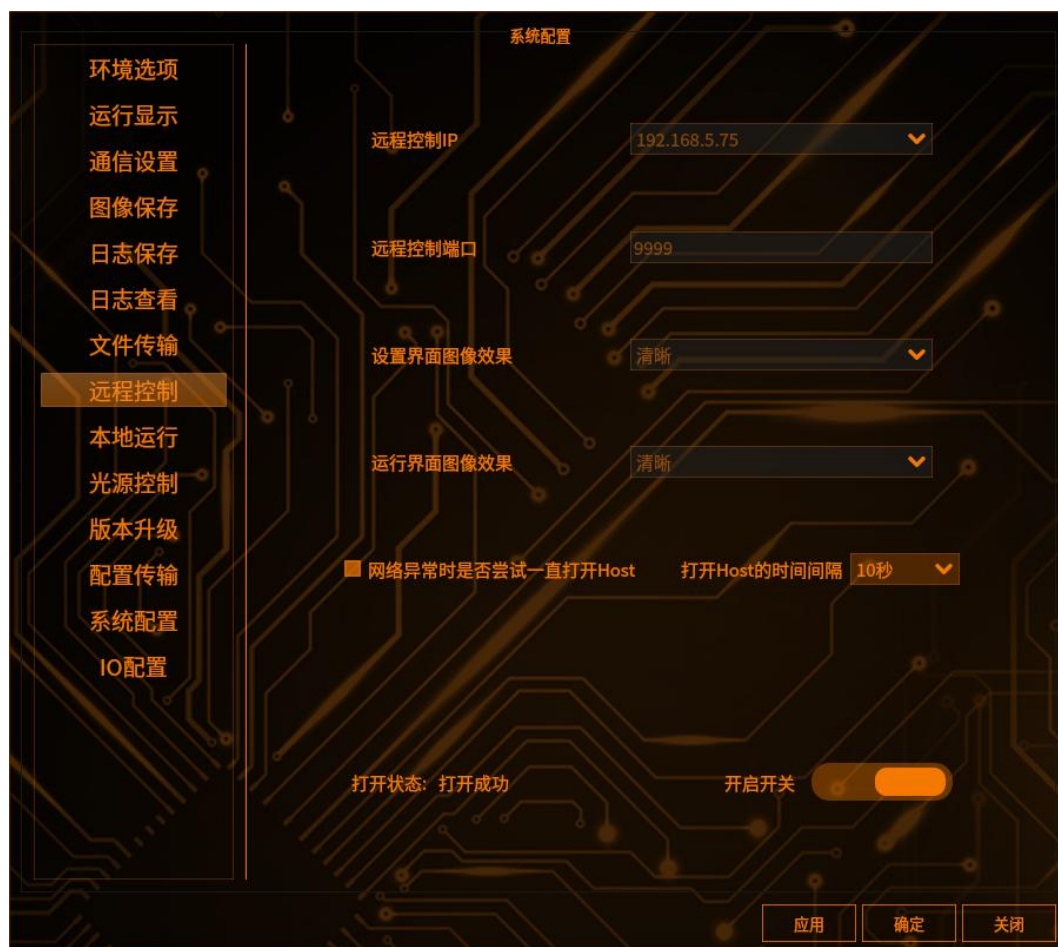 系统配置
环境选项
运行显示
通信设置
图像保存
日志保存
日志查看
文件传输
远程控制
本地运行
光源控制
版本升级
配置传输
系统配置
IO配置
远程控制IP 192.168.5.75
远程控制端口 9999
设置界面图像效果 清晰
运行界面图像效果 清晰
网络异常时是否尝试一直打开Host 打开Host的时间间隔 10秒
打开状态: 打开成功 开启开关
应用 确定 关闭